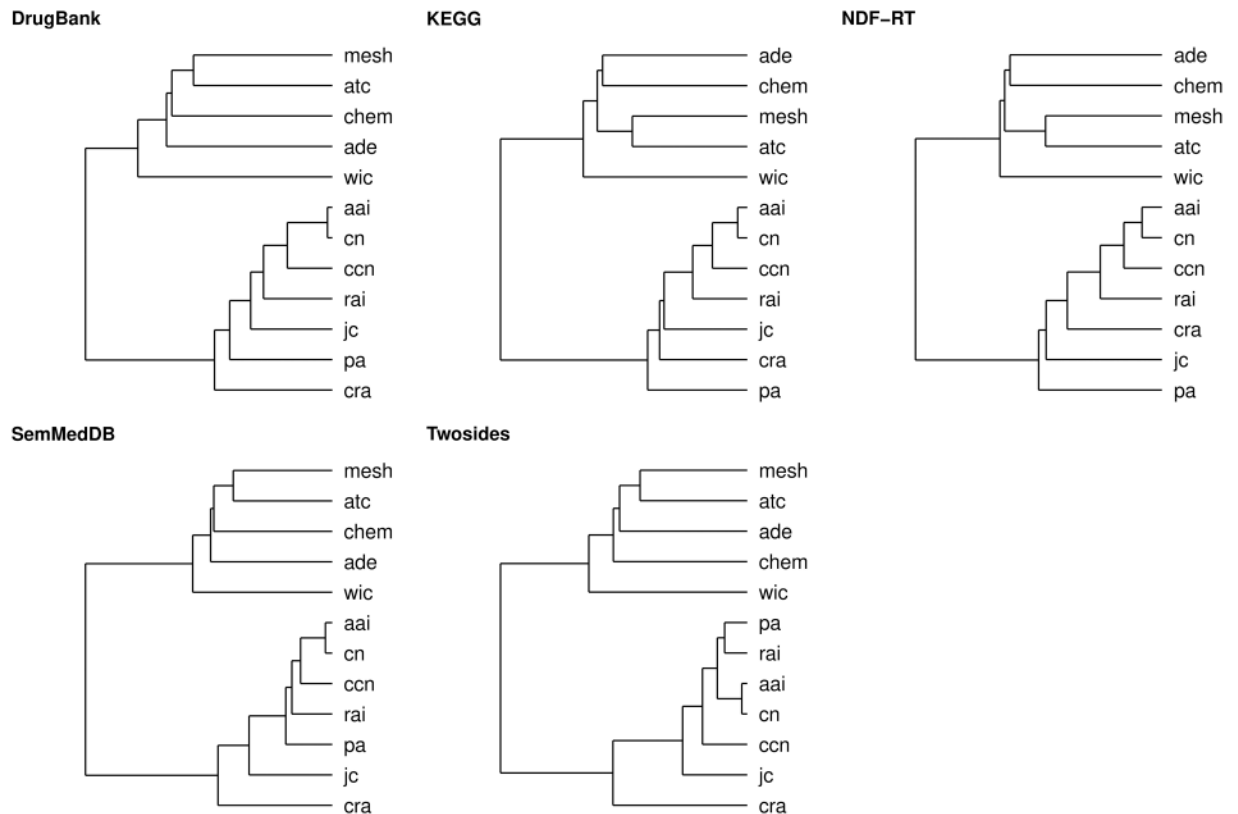 DrugBank
mesh
atc
chem
ade
wic
aai
cn
ccn
rai
jc
pa
cra
KEGG
ade
chem
mesh
atc
wic
aai
cn
ccn
rai
jc
cra
pa
NDF−RT
ade
chem
mesh
atc
wic
aai
cn
ccn
rai
cra
jc
pa
SemMedDB
mesh
atc
chem
ade
wic
aai
cn
ccn
rai
pa
jc
cra
Twosides
mesh
atc
ade
chem
wic
pa
rai
aai
cn
ccn
jc
cra